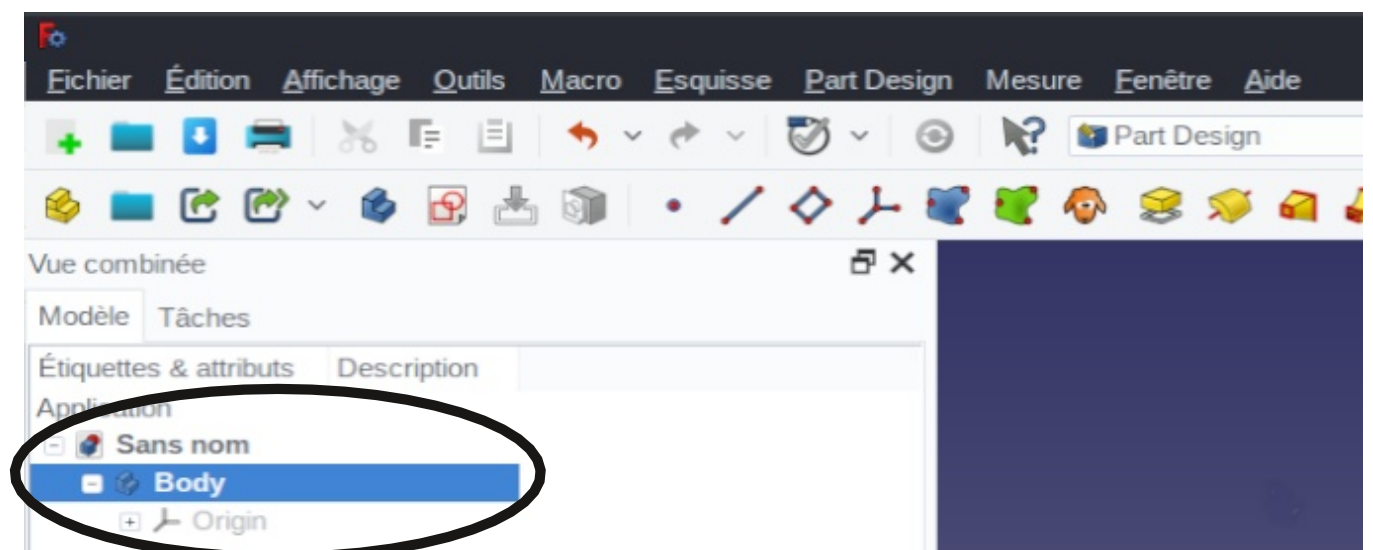 Fichier Édition Affichage Outils Macro Esquisse Part Design Mesure Fenêtre Aide
Part Design
Vue combinée
Modèle Tâches
Étiquettes & attributs Description
Application
Sans nom
Body
Origin